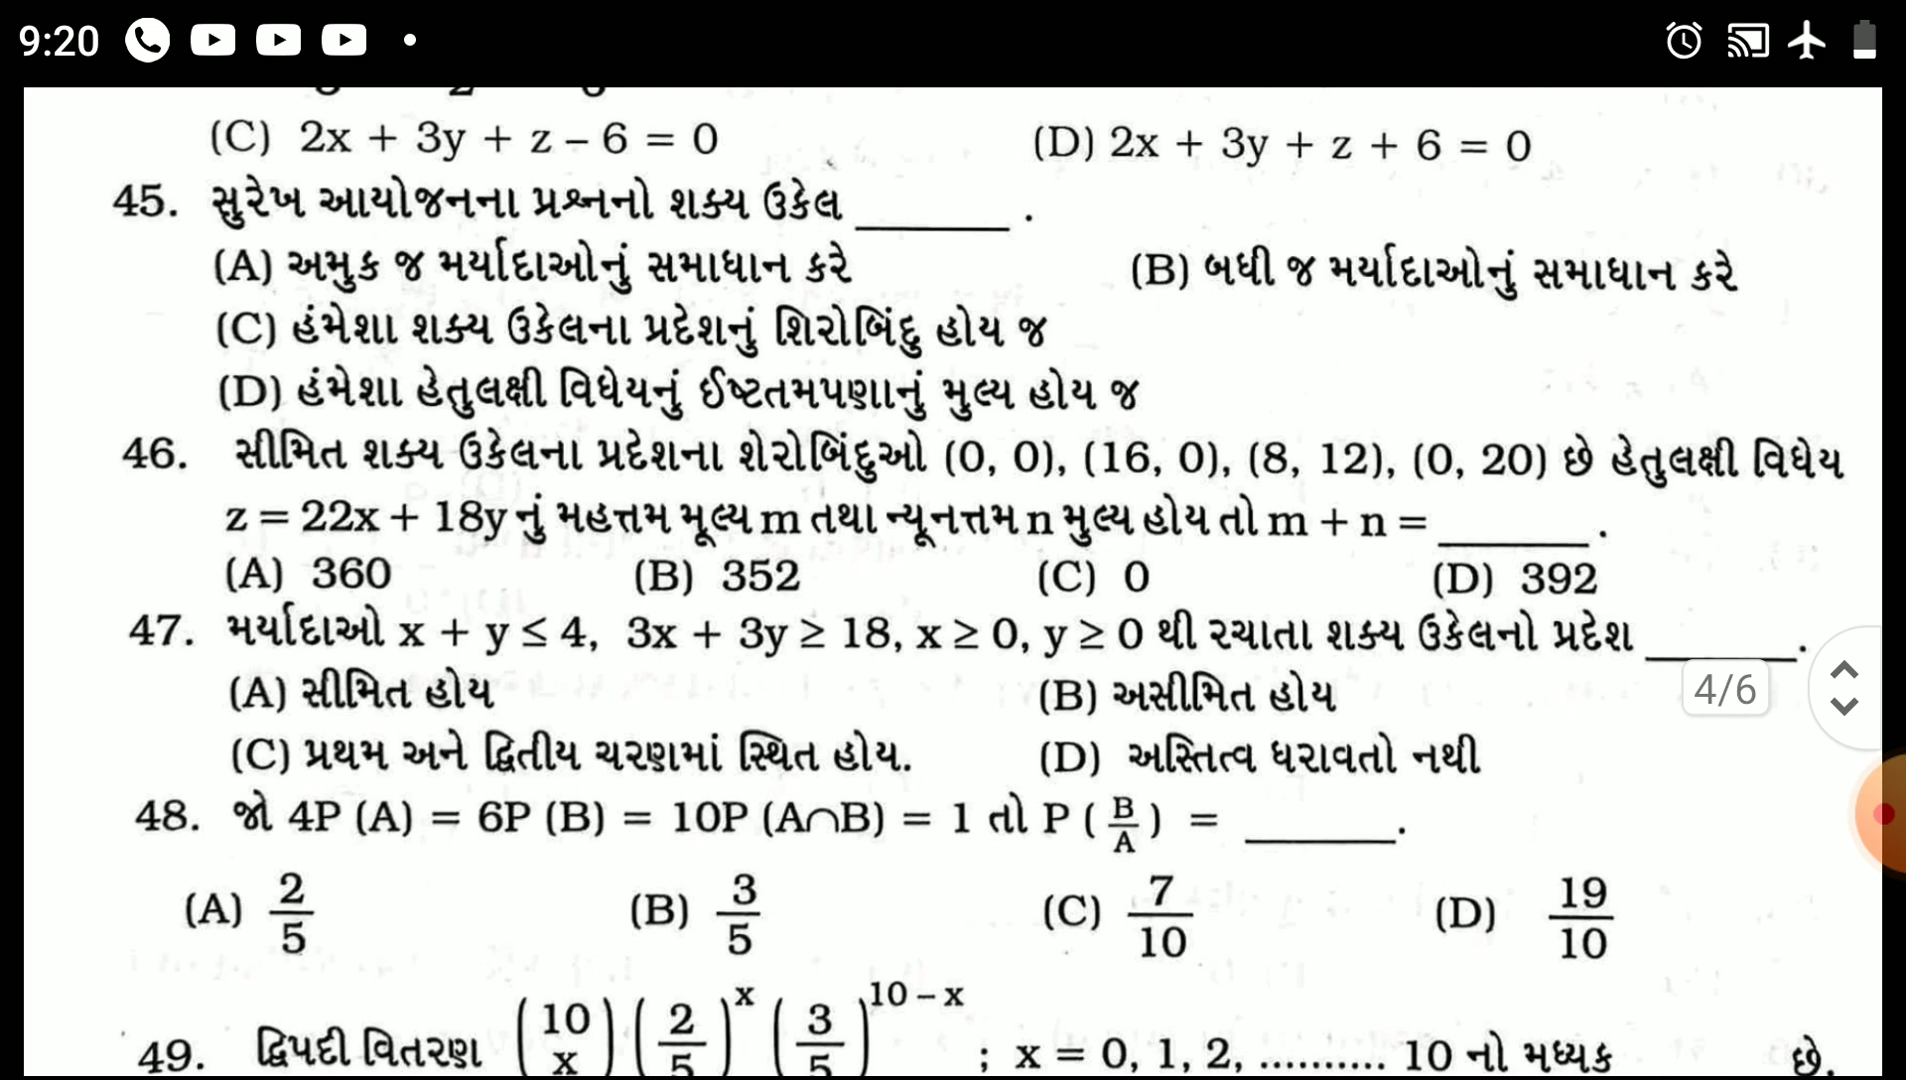 9:20
(C) 2x + 3y + z – 6 = 0 (D) 2x + 3y + z + 6 = 0
45. સુરેખ આયોજનના પ્રશ્નનો શક્ય ઉકેલ ______ .
(A) અમુક જ મર્યાદાઓનું સમાધાન કરે (B) બધી જ મર્યાદાઓનું સમાધાન કરે
(C) હંમેશા શક્ય ઉકેલના પ્રદેશનું શિરોબિંદુ હોય જ
(D) હંમેશા હેતુલક્ષી વિધેયનું ઈષ્ટતમપણાનું મુલ્ય હોય જ
46. સીમિત શક્ય ઉકેલના પ્રદેશના શેરોબિંદુઓ (0, 0), (16, 0), (8, 12), (0, 20) છે હેતુલક્ષી વિધેય
z = 22x + 18y નું મહત્તમ મૂલ્ય m તથા ન્યૂનત્તમ n મુલ્ય હોય તો m + n = ______ .
(A) 360 (B) 352 (C) 0 (D) 392
47. મર્યાદાઓ x + y ≤ 4, 3x + 3y ≥ 18, x ≥ 0, y ≥ 0 થી રચાતા શક્ય ઉકેલનો પ્રદેશ ______ .
(A) સીમિત હોય (B) અસીમિત હોય
4/6
(C) પ્રથમ અને દ્વિતીય ચરણમાં સ્થિત હોય. (D) અસ્તિત્વ ધરાવતો નથી
48. જો 4P (A) = 6P (B) = 10P (A∩B) = 1 તો P ( B/A ) = ______ .
(A) 2/5 (B) 3/5 (C) 7/10 (D) 19/10
49. દ્વિપદી વિતરણ (10 x) (2/5)^x (3/5)^10 – x ; x = 0, 1, 2, .......... 10 નો મધ્યક છે.